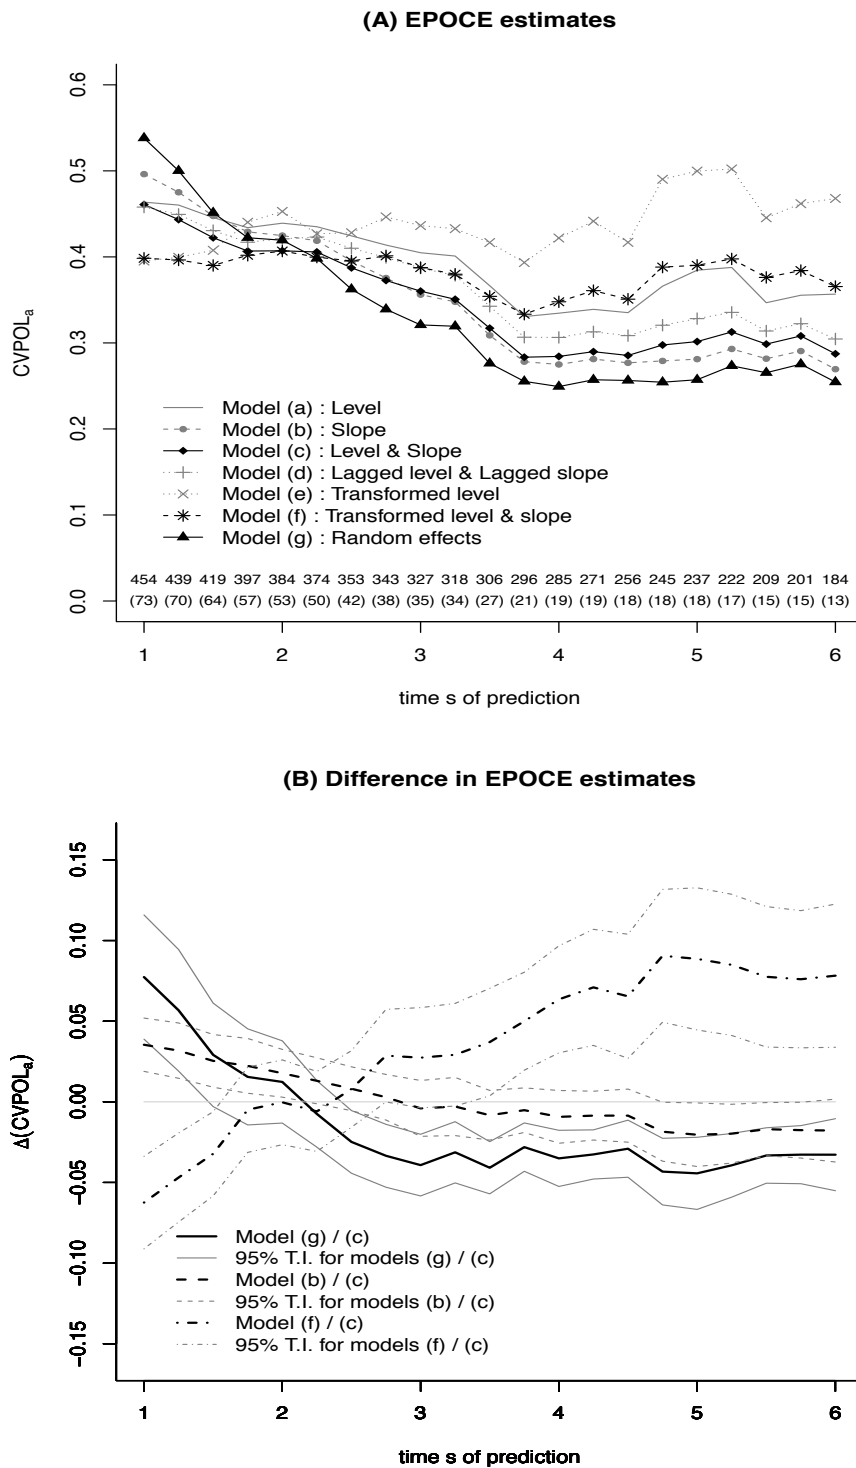 (A) EPOCE estimates
CVPOLa
0.6
0.5
0.4
0.3
0.2
0.1
0.0
Model (a) : Level
Model (b) : Slope
Model (c) : Level & Slope
Model (d) : Lagged level & Lagged slope
Model (e) : Transformed level
Model (f) : Transformed level & slope
Model (g) : Random effects
454 439 419 397 384 374 353 343 327 318 306 296 285 271 256 245 237 222 209 201 184
(73) (70) (64) (57) (53) (50) (42) (38) (35) (34) (27) (21) (19) (19) (18) (18) (18) (17) (15) (15) (13)
1 2 3 4 5 6
time s of prediction
(B) Difference in EPOCE estimates
Δ(CVPOLa)
0.15
0.10
0.05
0.00
−0.05
−0.10
−0.15
Model (g) / (c)
95% T.I. for models (g) / (c)
Model (b) / (c)
95% T.I. for models (b) / (c)
Model (f) / (c)
95% T.I. for models (f) / (c)
1 2 3 4 5 6
time s of prediction